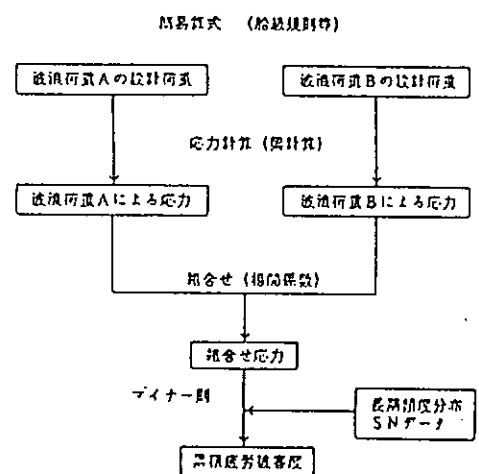 簡易算式 (船級規則等)
波浪荷重Aの設計荷重 波浪荷重Bの設計荷重
応力計算 (梁計算)
波浪荷重Aによる応力 波浪荷重Bによる応力
組合せ (相関係数)
組合せ応力
マイナー則
長期頻度分布
SNデータ
累積疲労被害度